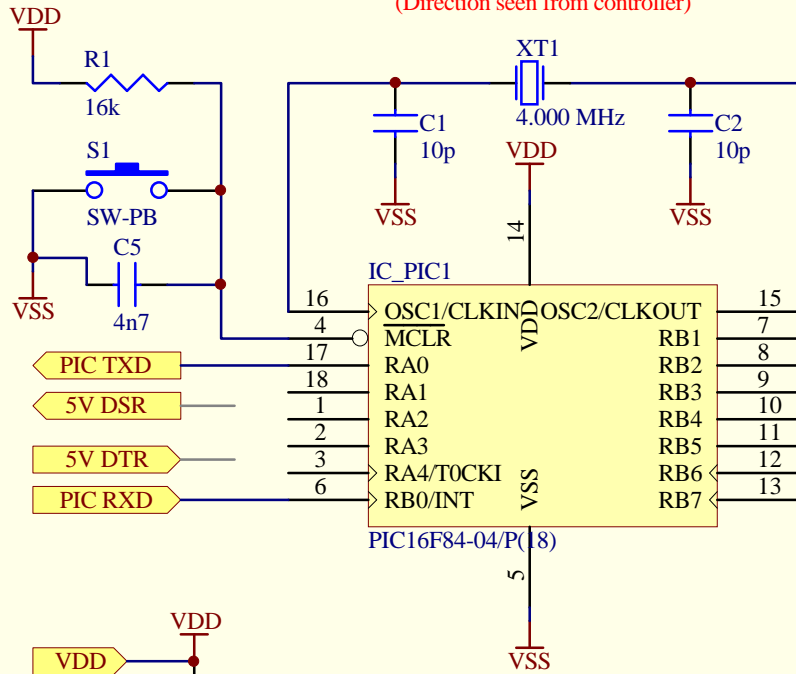 (Direction seen from controller)
VDD
R1
16k
S1
SW-PB
C5
4n7
VSS
XT1
4.000 MHz
C1
10p
VSS
C2
10p
VSS
VDD
14
IC_PIC1
16 OSC1/CLKIN
4 MCLR
17 RA0
18 RA1
1 RA2
2 RA3
3 RA4/T0CKI
6 RB0/INT
VDD
VSS
OSC2/CLKOUT 15
RB1 7
RB2 8
RB3 9
RB4 10
RB5 11
RB6 12
RB7 13
PIC16F84-04/P(18)
5
VSS
PIC TXD
5V DSR
5V DTR
PIC RXD
VDD
VDD